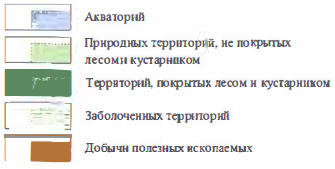 Акваторий
Природных территорий, не покрытых
лесом и кустарником
Территорий, покрытых лесом и кустарником
Заболоченных территорий
Добычи полезных ископаемых